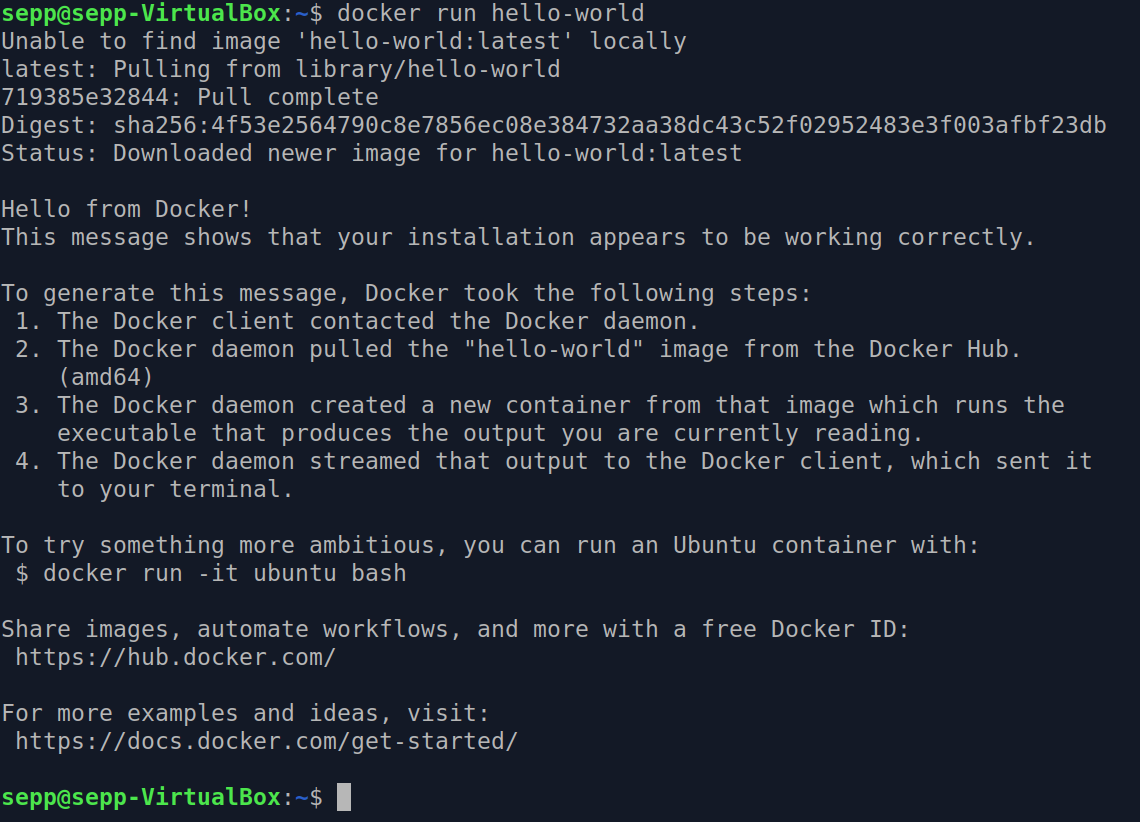 sepp@sepp-VirtualBox:~$ docker run hello-world
Unable to find image 'hello-world:latest' locally
latest: Pulling from library/hello-world
719385e32844: Pull complete
Digest: sha256:4f53e2564790c8e7856ec08e384732aa38dc43c52f02952483e3f003afbf23db
Status: Downloaded newer image for hello-world:latest

Hello from Docker!
This message shows that your installation appears to be working correctly.

To generate this message, Docker took the following steps:
 1. The Docker client contacted the Docker daemon.
 2. The Docker daemon pulled the "hello-world" image from the Docker Hub.
    (amd64)
 3. The Docker daemon created a new container from that image which runs the
    executable that produces the output you are currently reading.
 4. The Docker daemon streamed that output to the Docker client, which sent it
    to your terminal.

To try something more ambitious, you can run an Ubuntu container with:
 $ docker run -it ubuntu bash

Share images, automate workflows, and more with a free Docker ID:
 https://hub.docker.com/

For more examples and ideas, visit:
 https://docs.docker.com/get-started/

sepp@sepp-VirtualBox:~$